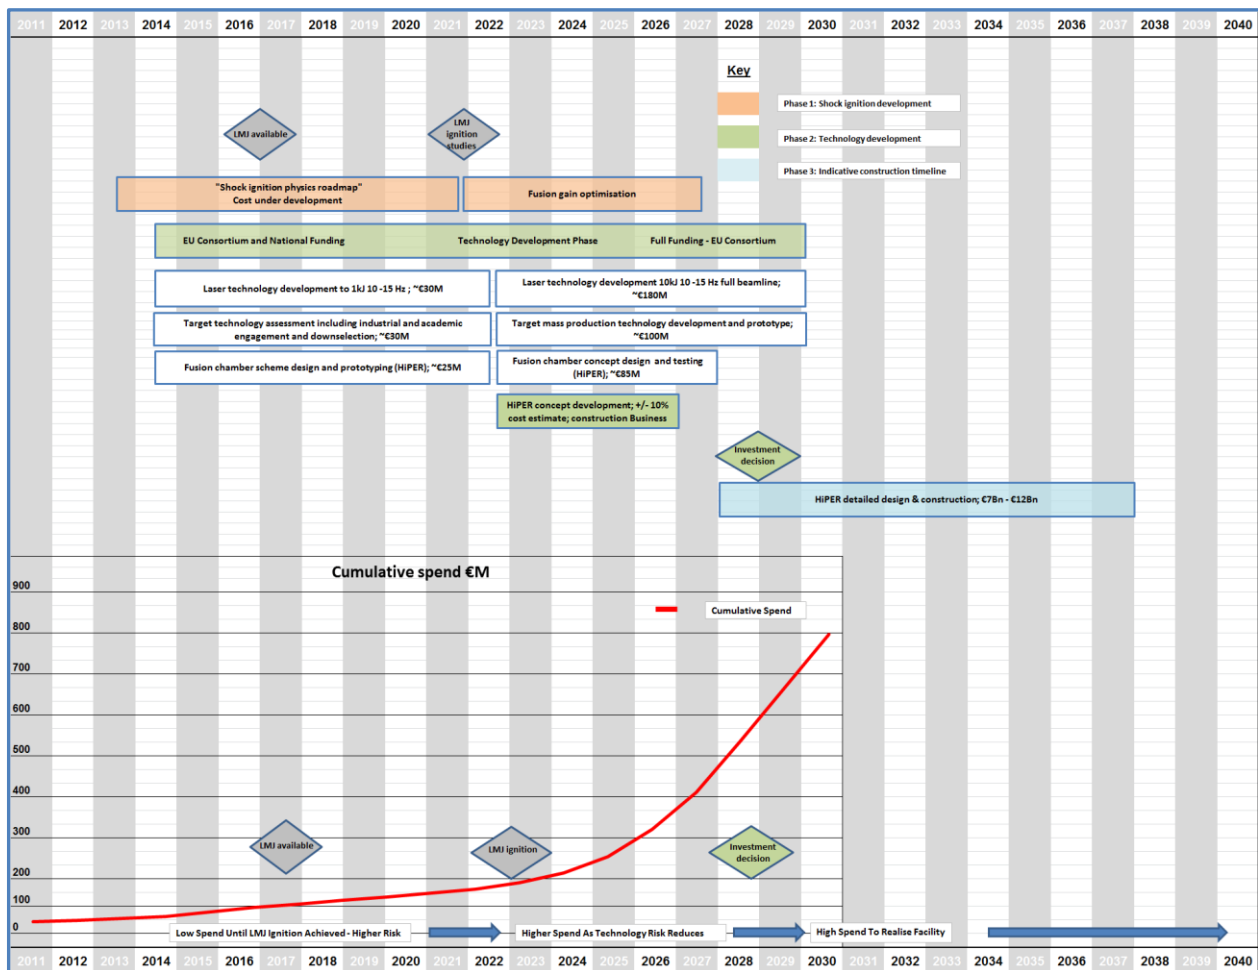 2011 2012 2013 2014 2015 2016 2017 2018 2019 2020 2021 2022 2023 2024 2025 2026 2027 2028 2029 2030 2031 2032 2033 2034 2035 2036 2037 2038 2039 2040
Key
Phase 1: Shock ignition development
Phase 2: Technology development
Phase 3: Indicative construction timeline
LMJ available
LMJ
ignition
studies
"Shock ignition physics roadmap"
Cost under development
Fusion gain optimisation
EU Consortium and National Funding
Technology Development Phase
Full Funding - EU Consortium
Laser technology development to 1kJ 10 -15 Hz ; ~€30M
Laser technology development 10kJ 10 -15 Hz full beamline;
~€180M
Target technology assessment including industrial and academic
engagement and downselection; ~€30M
Target mass production technology development and prototype;
~€100M
Fusion chamber scheme design and prototyping (HiPER); ~€25M
Fusion chamber concept design and testing
(HiPER); ~€85M
HiPER concept development; +/- 10%
cost estimate; construction Business
Investment
decision
HiPER detailed design & construction; €7Bn - €12Bn
Cumulative spend €M
900
Cumulative Spend
800
700
600
500
400
300
LMJ available
LMJ ignition
Investment
decision
200
100
0
Low Spend Until LMJ Ignition Achieved - Higher Risk
Higher Spend As Technology Risk Reduces
High Spend To Realise Facility
2011 2012 2013 2014 2015 2016 2017 2018 2019 2020 2021 2022 2023 2024 2025 2026 2027 2028 2029 2030 2031 2032 2033 2034 2035 2036 2037 2038 2039 2040